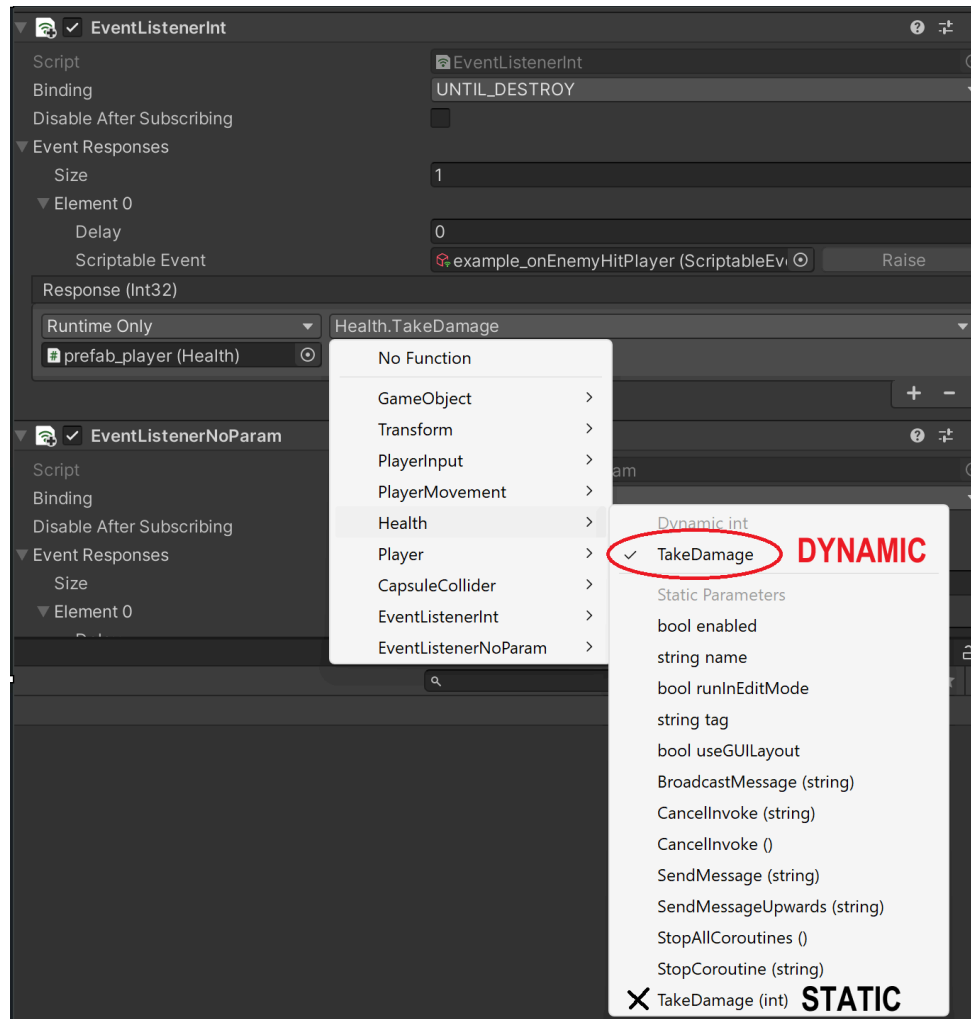 EventListenerInt
Script EventListenerInt
Binding UNTIL_DESTROY
Disable After Subscribing
Event Responses
Size 1
Element 0
Delay 0
Scriptable Event example_onEnemyHitPlayer (ScriptableEv Raise
Response (Int32)
Runtime Only Health.TakeDamage
prefab_player (Health)
No Function
GameObject
Transform
PlayerInput
PlayerMovement
Health
Player
CapsuleCollider
EventListenerInt
EventListenerNoParam
EventListenerNoParam
Script am
Binding
Disable After Subscribing
Event Responses
Size
Element 0
Dynamic int
TakeDamage DYNAMIC
Static Parameters
bool enabled
string name
bool runInEditMode
string tag
bool useGUILayout
BroadcastMessage (string)
CancelInvoke (string)
CancelInvoke ()
SendMessage (string)
SendMessageUpwards (string)
StopAllCoroutines ()
StopCoroutine (string)
TakeDamage (int) STATIC